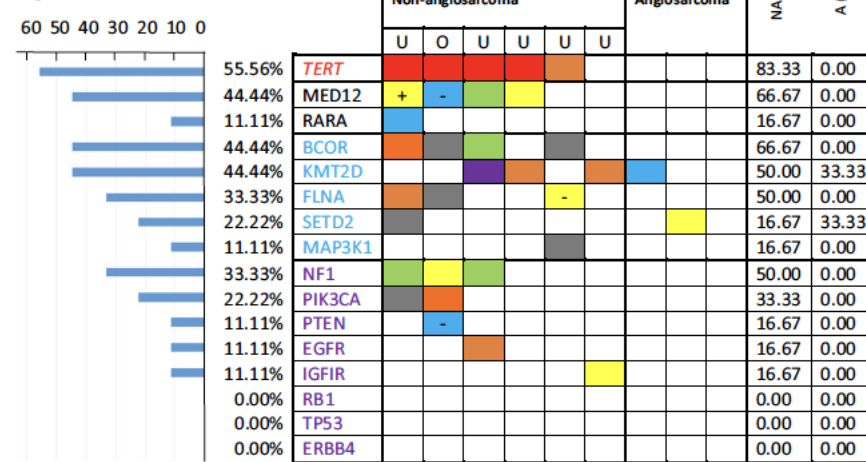 Non-angiosarcoma Angiosarcoma NA A (
60 50 40 30 20 10 0
U O U U U U
55.56% TERT 83.33 0.00
44.44% MED12 + - 66.67 0.00
11.11% RARA 16.67 0.00
44.44% BCOR 66.67 0.00
44.44% KMT2D 50.00 33.33
33.33% FLNA - 50.00 0.00
22.22% SETD2 16.67 33.33
11.11% MAP3K1 16.67 0.00
33.33% NF1 50.00 0.00
22.22% PIK3CA 33.33 0.00
11.11% PTEN - 16.67 0.00
11.11% EGFR 16.67 0.00
11.11% IGFIR 16.67 0.00
0.00% RB1 0.00 0.00
0.00% TP53 0.00 0.00
0.00% ERBB4 0.00 0.00